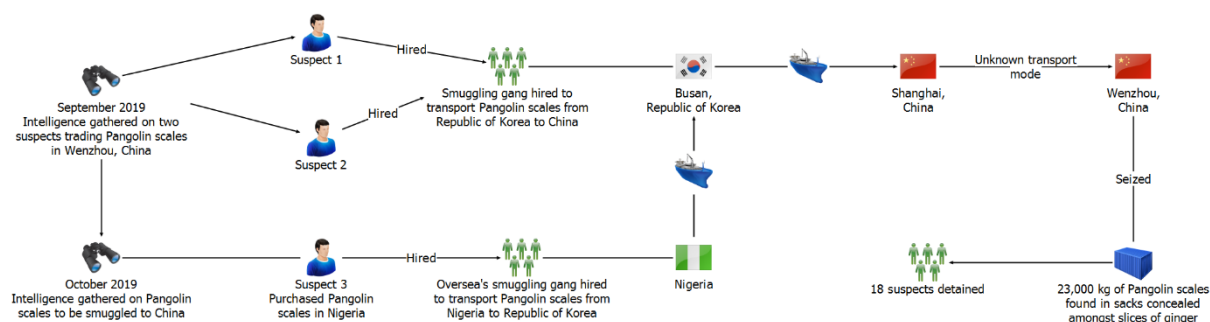 Suspect 1
Hired
September 2019
Intelligence gathered on two
suspects trading Pangolin scales
in Wenzhou, China
Suspect 2
Hired
Smuggling gang hired to
transport Pangolin scales from
Republic of Korea to China
Busan,
Republic of Korea
Shanghai,
China
Unknown transport
mode
Wenzhou,
China
Seized
October 2019
Intelligence gathered on Pangolin
scales to be smuggled to China
Suspect 3
Purchased Pangolin
scales in Nigeria
Hired
Oversea's smuggling gang hired
to transport Pangolin scales from
Nigeria to Republic of Korea
Nigeria
18 suspects detained
23,000 kg of Pangolin scales
found in sacks concealed
amongst slices of ginger